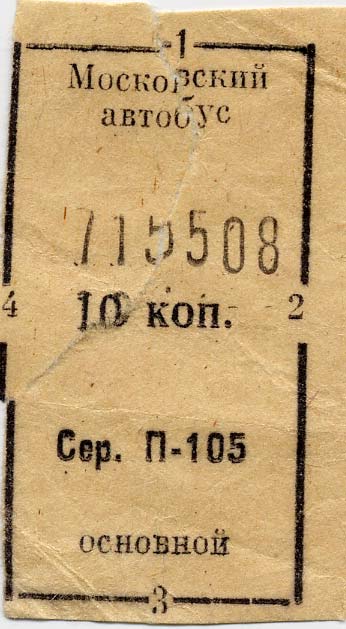 1
Московский
автобус
715508
4 10 коп. 2
Сер. П-105
основной
3